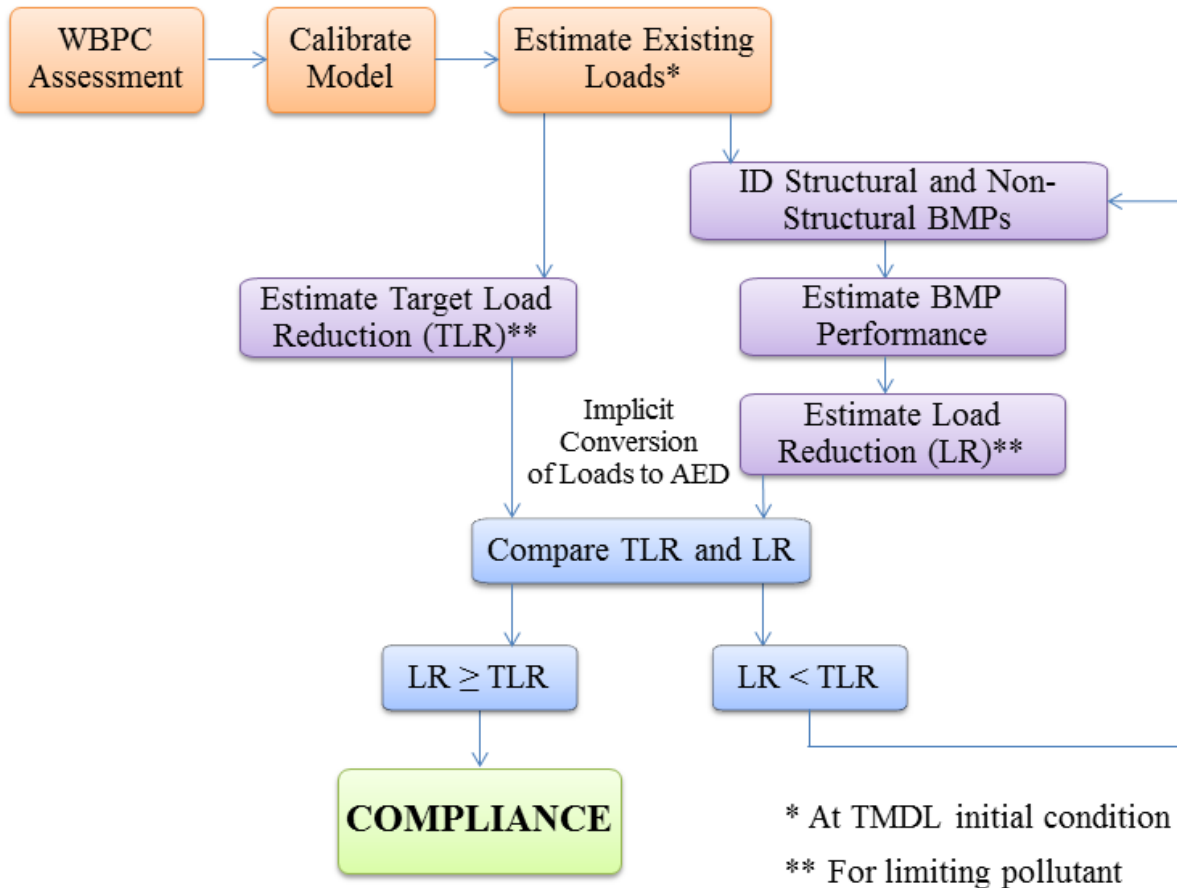 WBPC
Assessment
Calibrate
Model
Estimate Existing
Loads*
ID Structural and Non-
Structural BMPs
Estimate Target Load
Reduction (TLR)**
Estimate BMP
Performance
Implicit
Conversion
of Loads to AED
Estimate Load
Reduction (LR)**
Compare TLR and LR
LR ≥ TLR
LR < TLR
COMPLIANCE
* At TMDL initial condition
** For limiting pollutant